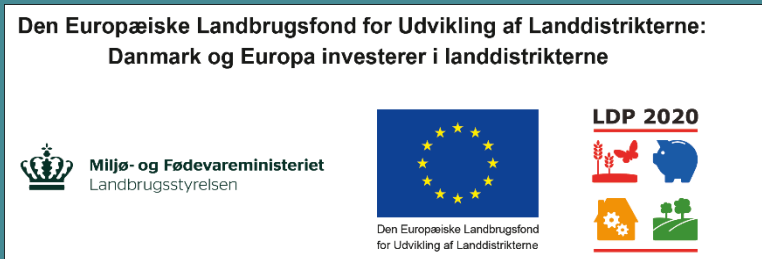 Den Europæiske Landbrugsfond for Udvikling af Landdistrikterne:
Danmark og Europa investerer i landdistrikterne
LDP 2020
Miljø- og Fødevareministeriet
Landbrugsstyrelsen
Den Europæiske Landbrugsfond
for Udvikling af Landdistrikterne